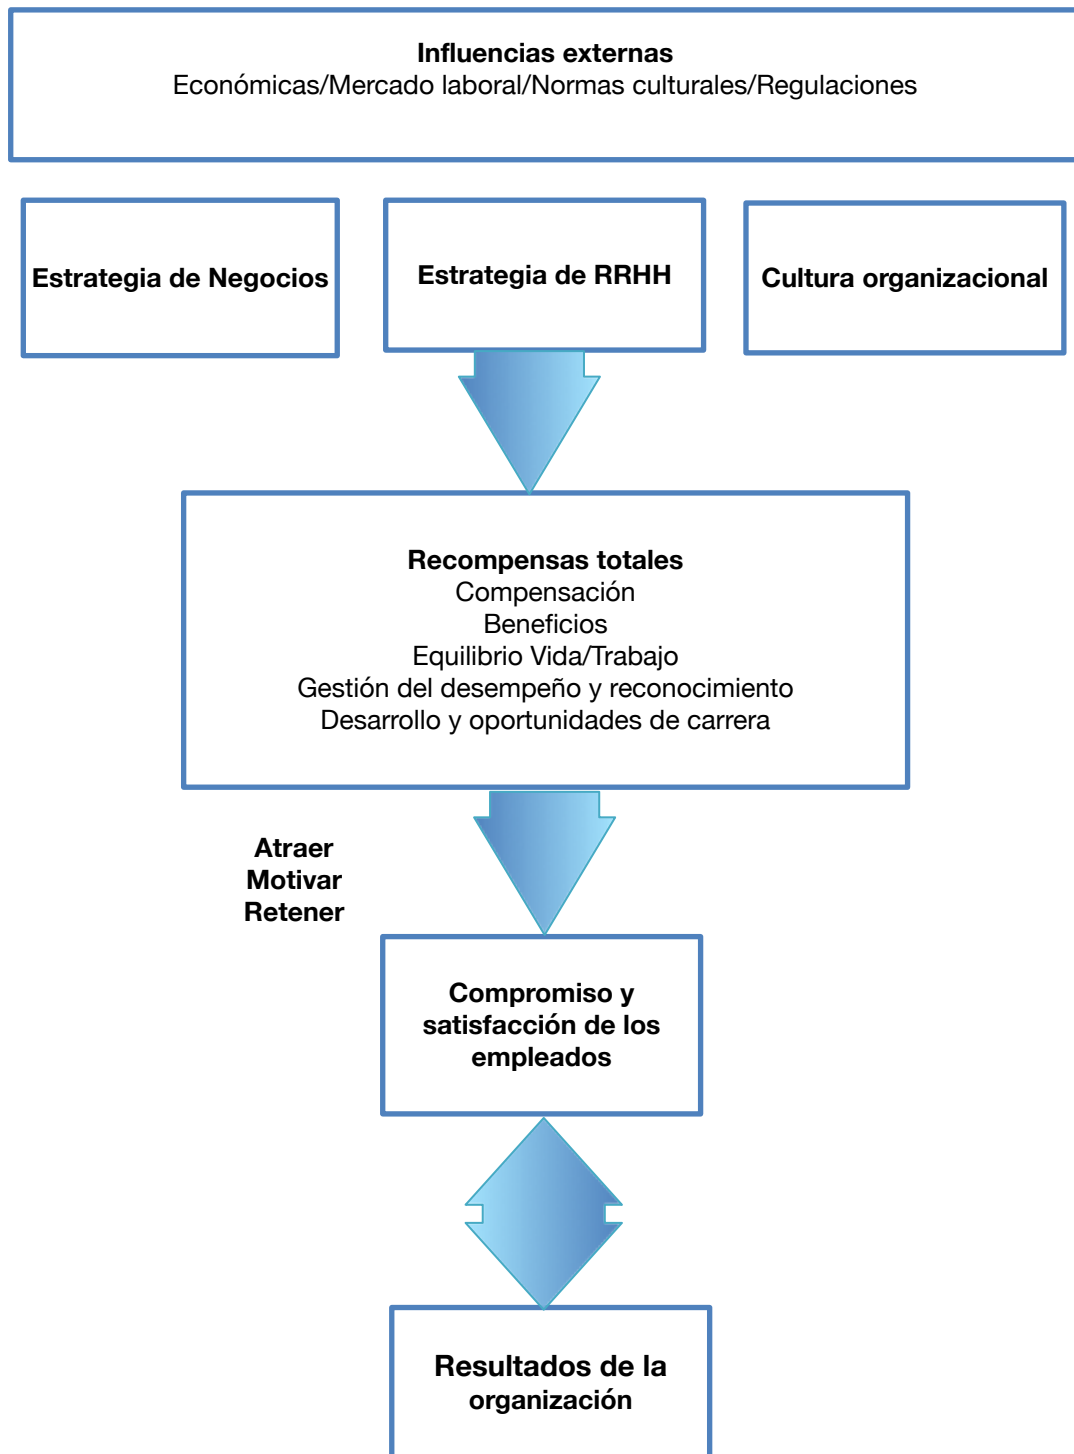 Influencias externas
Económicas/Mercado laboral/Normas culturales/Regulaciones
Estrategia de Negocios
Estrategia de RRHH
Cultura organizacional
Recompensas totales
Compensación
Beneficios
Equilibrio Vida/Trabajo
Gestión del desempeño y reconocimiento
Desarrollo y oportunidades de carrera
Atraer
Motivar
Retener
Compromiso y
satisfacción de los
empleados
Resultados de la
organización